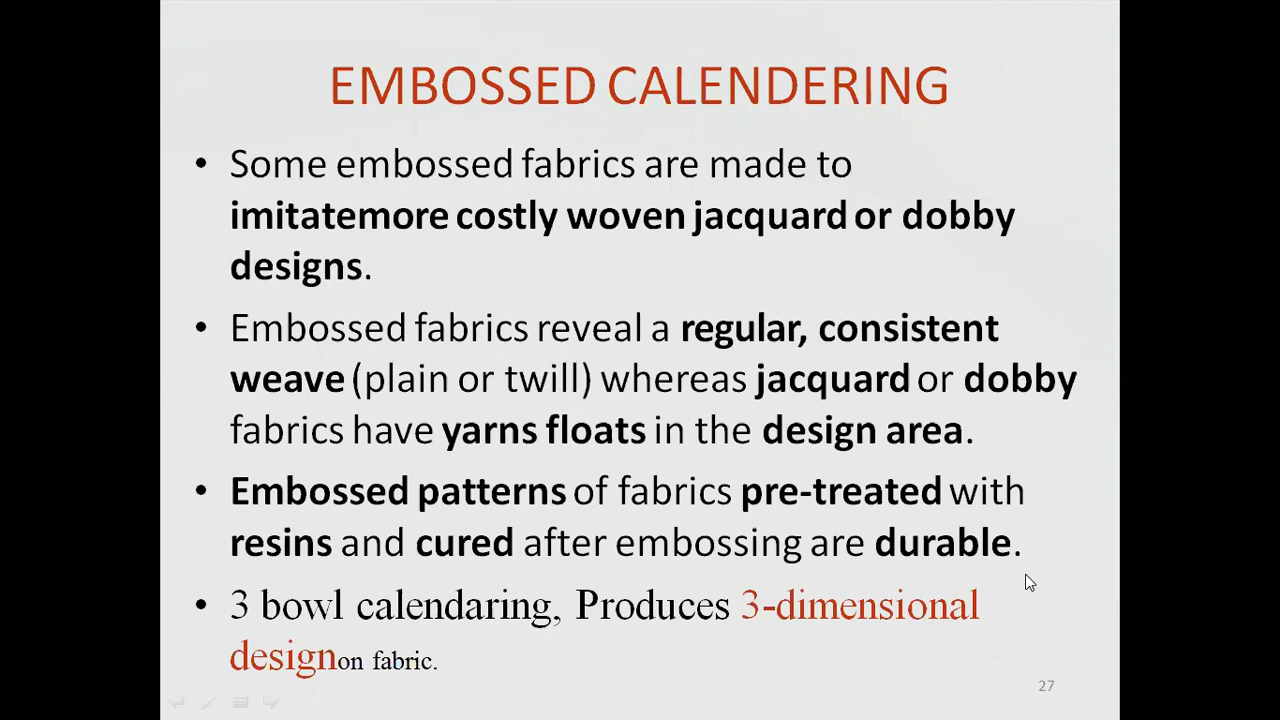 EMBOSSED CALENDERING
• Some embossed fabrics are made to
imitatemore costly woven jacquard or dobby
designs.
• Embossed fabrics reveal a regular, consistent
weave (plain or twill) whereas jacquard or dobby
fabrics have yarns floats in the design area.
• Embossed patterns of fabrics pre-treated with
resins and cured after embossing are durable.
• 3 bowl calendaring, Produces 3-dimensional
designon fabric.
27